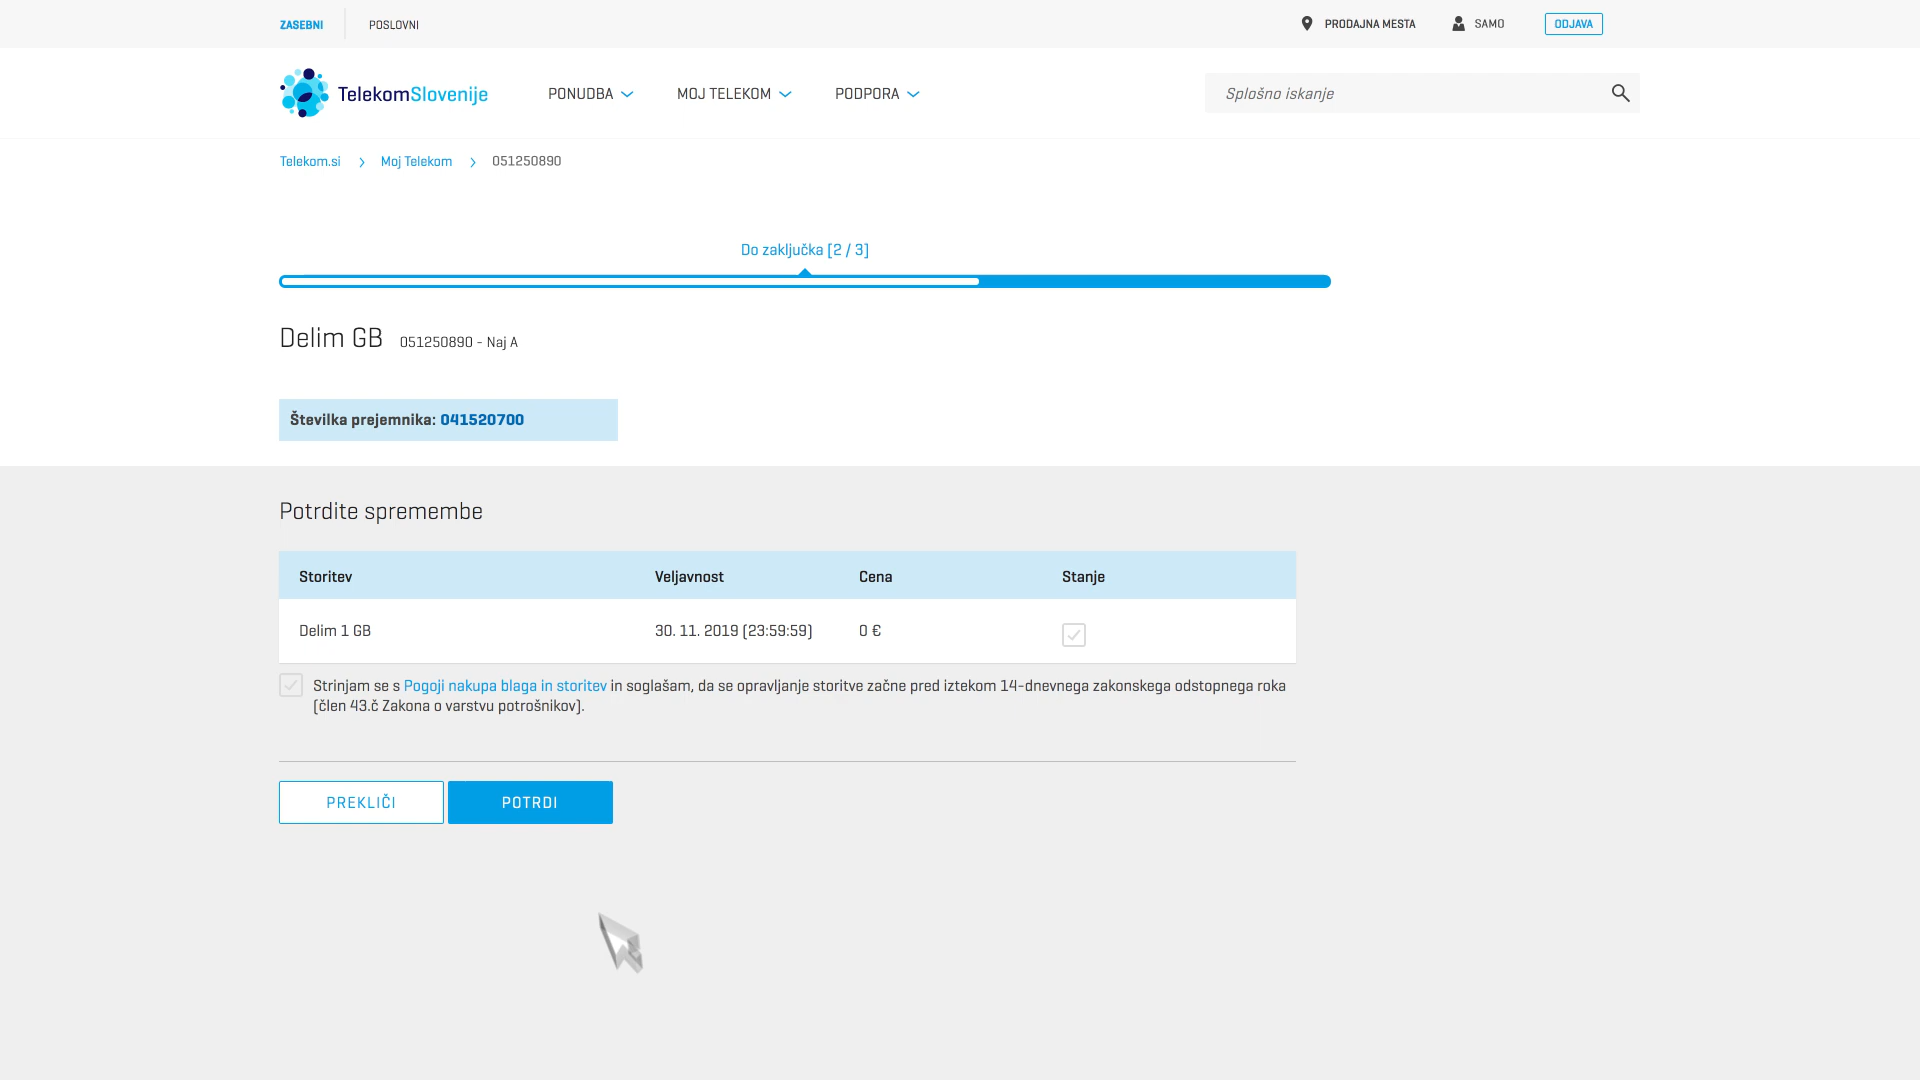 ZASEBNI
POSLOVNI
PRODAJNA MESTA
SAMO
ODJAVA
TelekomSlovenije
PONUDBA
MOJ TELEKOM
PODPORA
Splošno iskanje
Telekom.si > Moj Telekom > 051250890
Do zaključka [2 / 3]
Delim GB 051250890 - Naj A
Številka prejemnika: 041520700
Potrdite spremembe
Storitev Veljavnost Cena Stanje
Delim 1 GB 30. 11. 2019 (23:59:59) 0 €
Strinjam se s Pogoji nakupa blaga in storitev in soglašam, da se opravljanje storitve začne pred iztekom 14-dnevnega zakonskega odstopnega roka
(člen 43.č Zakona o varstvu potrošnikov).
PREKLIČI
POTRDI